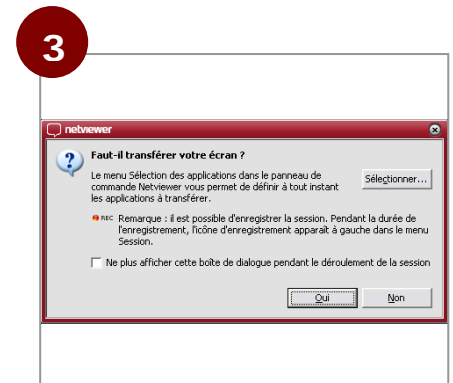 3
netviewer
Faut-il transférer votre écran ?
Le menu Sélection des applications dans le panneau de
commande Netviewer vous permet de définir à tout instant
les applications à transférer.
Sélectionner...
REC Remarque : il est possible d'enregistrer la session. Pendant la durée de
l'enregistrement, l'icône d'enregistrement apparaît à gauche dans le menu
Session.
Ne plus afficher cette boîte de dialogue pendant le déroulement de la session
Oui Non